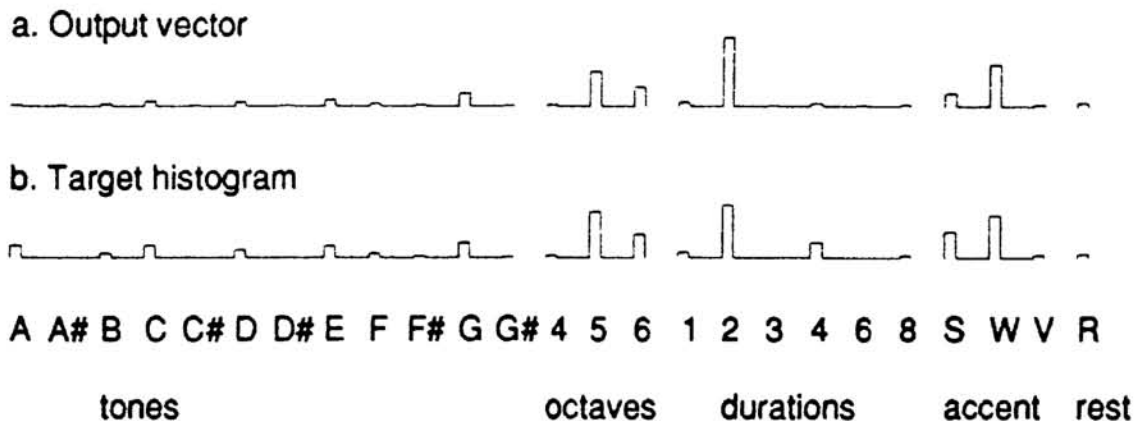 a. Output vector
b. Target histogram
A A# B C C# D D# E F F# G G# 4 5 6 1 2 3 4 6 8 S W V R
tones octaves durations accent rest